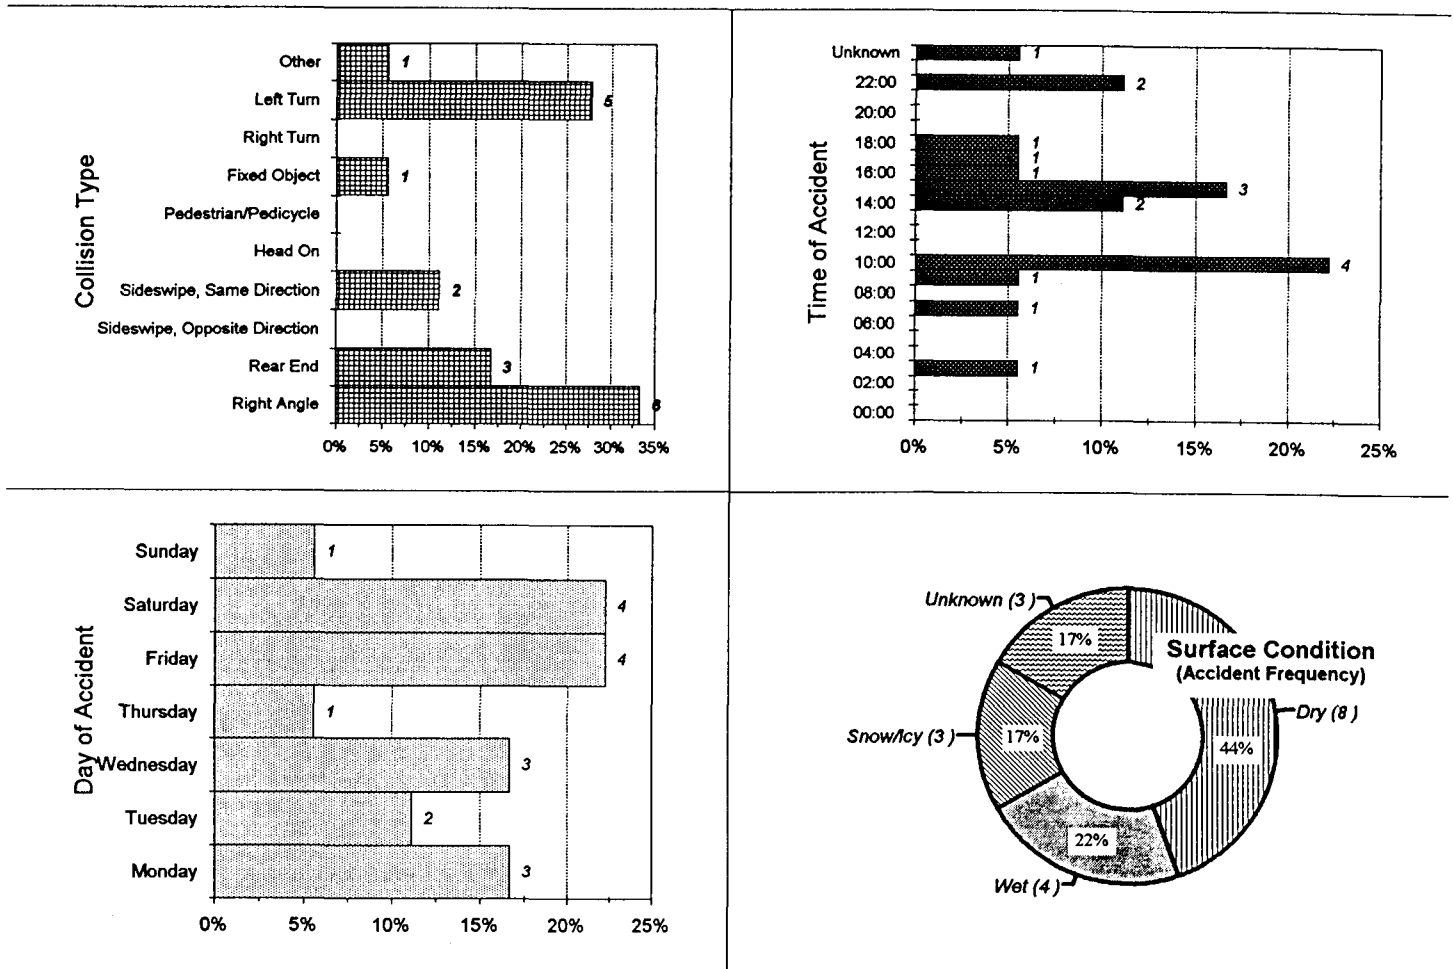 Collision Type
Other 1
Left Turn 5
Right Turn
Fixed Object 1
Pedestrian/Pedicycle
Head On
Sideswipe, Same Direction 2
Sideswipe, Opposite Direction
Rear End 3
Right Angle 6
0% 5% 10% 15% 20% 25% 30% 35%
Time of Accident
Unknown 1
22:00 2
20:00
18:00 1
1
16:00 1
3
14:00 2
12:00
10:00 4
1
08:00
1
06:00
04:00
1
02:00
00:00
0% 5% 10% 15% 20% 25%
Day of Accident
Sunday 1
Saturday 4
Friday 4
Thursday 1
Wednesday 3
Tuesday 2
Monday 3
0% 5% 10% 15% 20% 25%
Surface Condition
(Accident Frequency)
Unknown (3 )
17%
Dry (8 )
44%
Snow/Icy (3 )
17%
22%
Wet (4 )